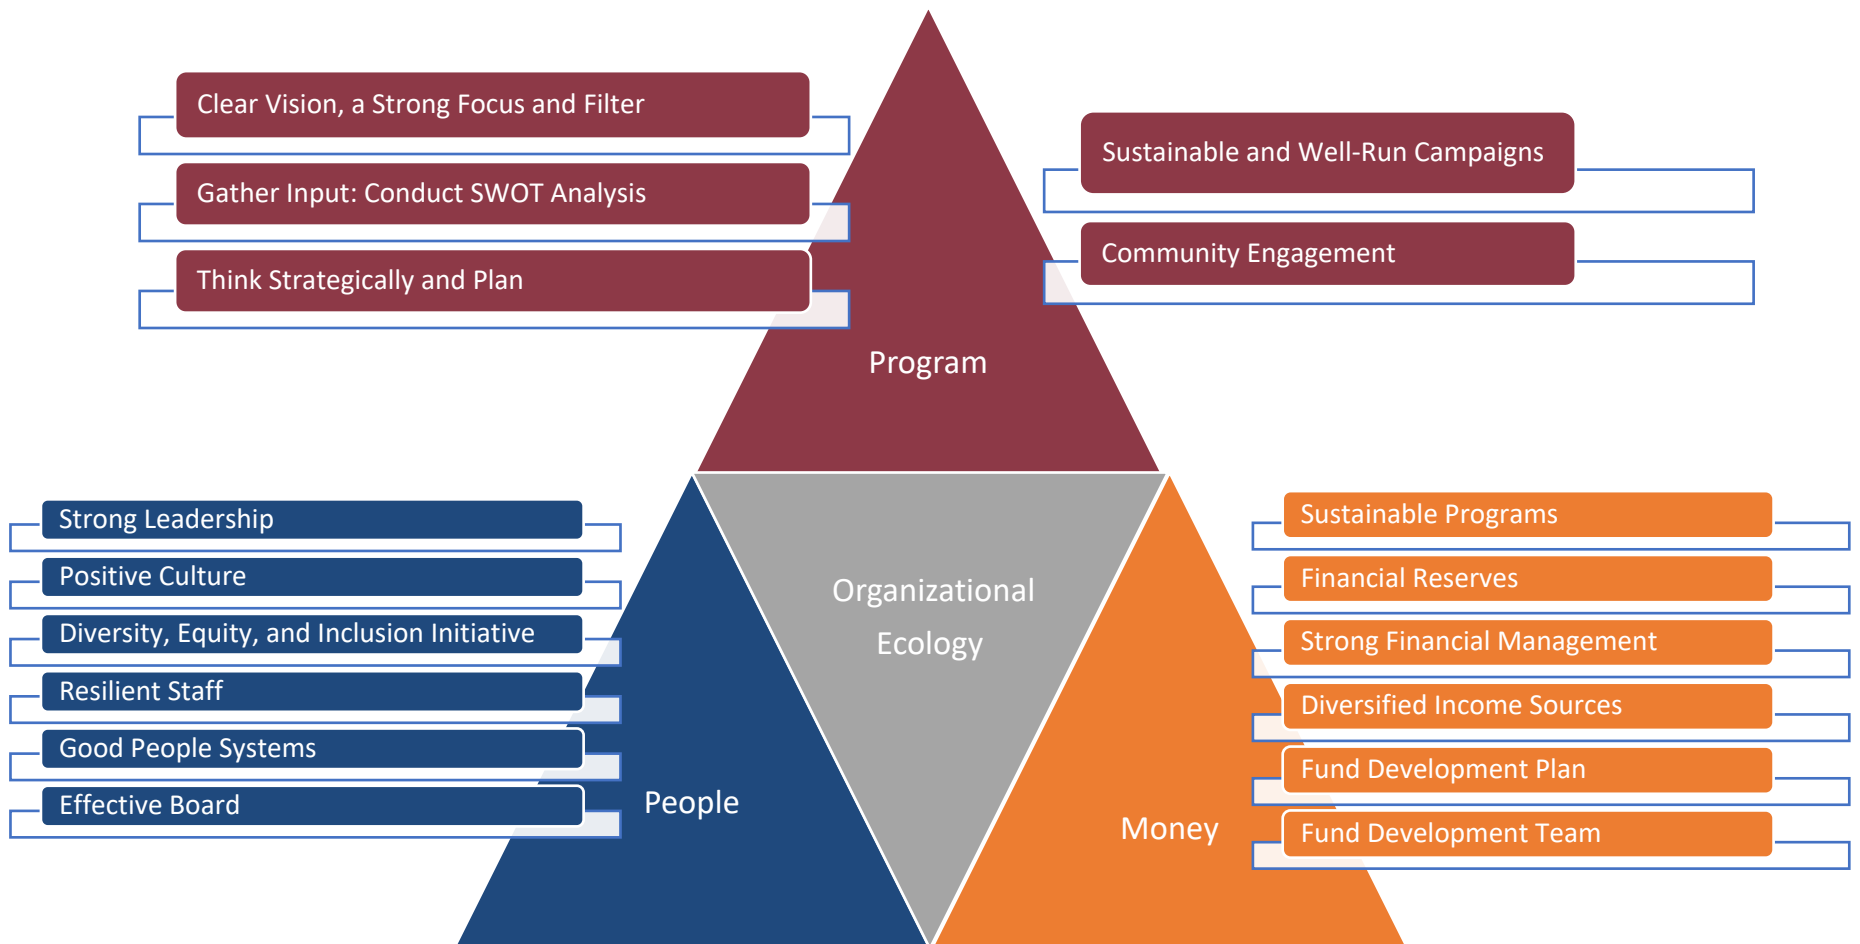 Clear Vision, a Strong Focus and Filter
Gather Input: Conduct SWOT Analysis
Think Strategically and Plan
Sustainable and Well-Run Campaigns
Community Engagement
Program
Strong Leadership
Positive Culture
Diversity, Equity, and Inclusion Initiative
Resilient Staff
Good People Systems
Effective Board
People
Organizational
Ecology
Money
Sustainable Programs
Financial Reserves
Strong Financial Management
Diversified Income Sources
Fund Development Plan
Fund Development Team